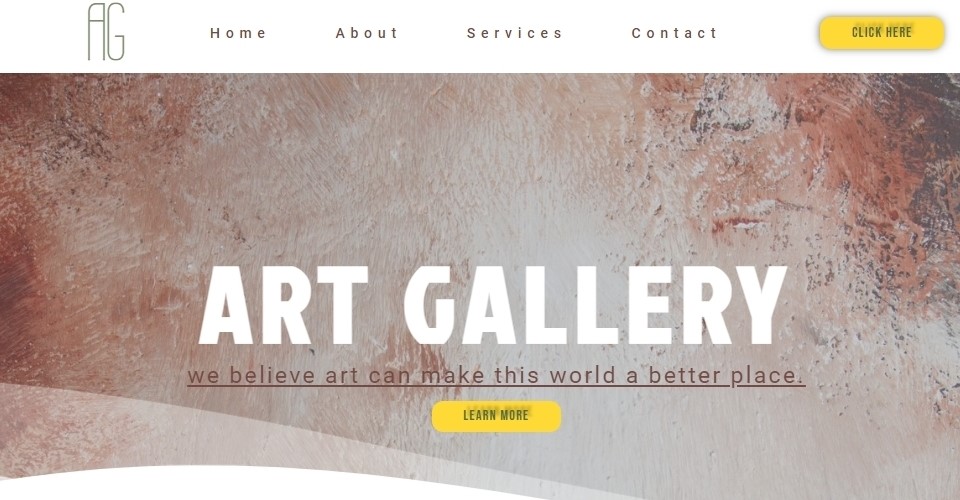 AG
Home About Services Contact CLICK HERE
ART GALLERY
we believe art can make this world a better place.
LEARN MORE